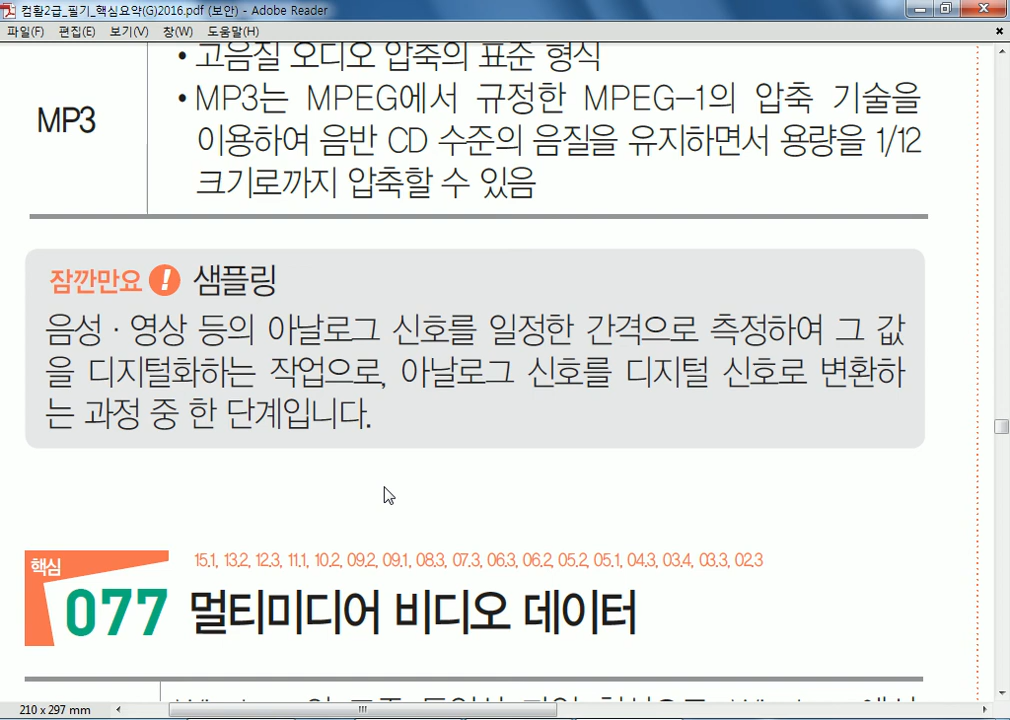 컴활2급_필기_핵심요약(G)2016.pdf (보안) - Adobe Reader
파일(F) 편집(E) 보기(V) 창(W) 도움말(H)
• 고음질 오디오 압축의 표준 형식
MP3
• MP3는 MPEG에서 규정한 MPEG-1의 압축 기술을
이용하여 음반 CD 수준의 음질을 유지하면서 용량을 1/12
크기로까지 압축할 수 있음
잠깐만요 ! 샘플링
음성 · 영상 등의 아날로그 신호를 일정한 간격으로 측정하여 그 값
을 디지털화하는 작업으로, 아날로그 신호를 디지털 신호로 변환하
는 과정 중 한 단계입니다.
핵심
15.1, 13.2, 12.3, 11.1, 10.2, 09.2, 09.1, 08.3, 07.3, 06.3, 06.2, 05.2, 05.1, 04.3, 03.4, 03.3, 02.3
077 멀티미디어 비디오 데이터
210 x 297 mm